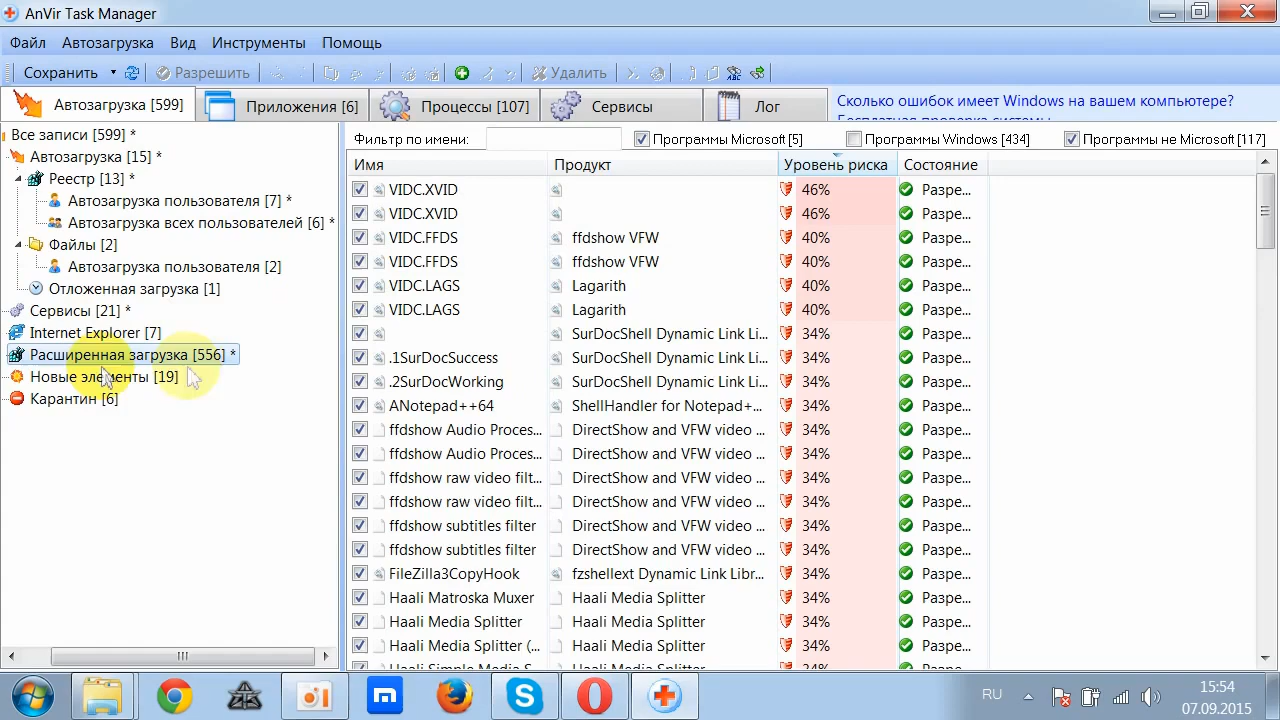 AnVir Task Manager
Файл Автозагрузка Вид Инструменты Помощь
Сохранить Разрешить Удалить
Автозагрузка [599] Приложения [6] Процессы [107] Сервисы Лог
Сколько ошибок имеет Windows на вашем компьютере?
Бесплатная проверка системы
Все записи [599] *
Автозагрузка [15] *
Реестр [13] *
Автозагрузка пользователя [7] *
Автозагрузка всех пользователей [6] *
Файлы [2]
Автозагрузка пользователя [2]
Отложенная загрузка [1]
Сервисы [21] *
Internet Explorer [7]
Расширенная загрузка [556] *
Новые элементы [19]
Карантин [6]
Фильтр по имени: Программы Microsoft [5] Программы Windows [434] Программы не Microsoft [117]
Имя Продукт Уровень риска Состояние
VIDC.XVID 46% Разре...
VIDC.XVID 46% Разре...
VIDC.FFDS ffdshow VFW 40% Разре...
VIDC.FFDS ffdshow VFW 40% Разре...
VIDC.LAGS Lagarith 40% Разре...
VIDC.LAGS Lagarith 40% Разре...
SurDocShell Dynamic Link Li... 34% Разре...
.1SurDocSuccess SurDocShell Dynamic Link Li... 34% Разре...
.2SurDocWorking SurDocShell Dynamic Link Li... 34% Разре...
ANotepad++64 ShellHandler for Notepad+... 34% Разре...
ffdshow Audio Proces... DirectShow and VFW video ... 34% Разре...
ffdshow Audio Proces... DirectShow and VFW video ... 34% Разре...
ffdshow raw video filt... DirectShow and VFW video ... 34% Разре...
ffdshow raw video filt... DirectShow and VFW video ... 34% Разре...
ffdshow subtitles filter DirectShow and VFW video ... 34% Разре...
ffdshow subtitles filter DirectShow and VFW video ... 34% Разре...
FileZilla3CopyHook fzshellext Dynamic Link Libr... 34% Разре...
Haali Matroska Muxer Haali Media Splitter 34% Разре...
Haali Media Splitter Haali Media Splitter 34% Разре...
Haali Media Splitter (... Haali Media Splitter 34% Разре...
Haali Simple Media S... Haali Media Splitter 34% Разре...
RU 15:54
07.09.2015